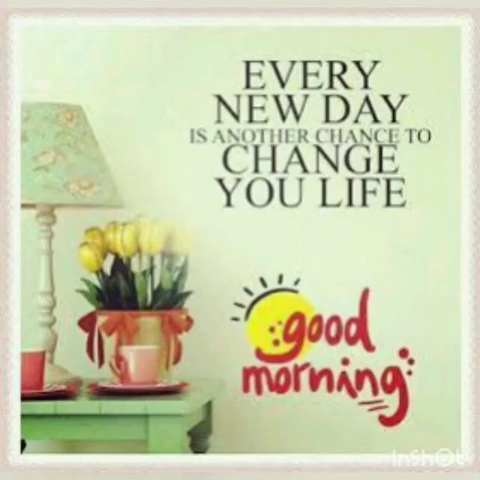 EVERY
NEW DAY
IS ANOTHER CHANCE TO
CHANGE
YOU LIFE
good
morning
InShOt